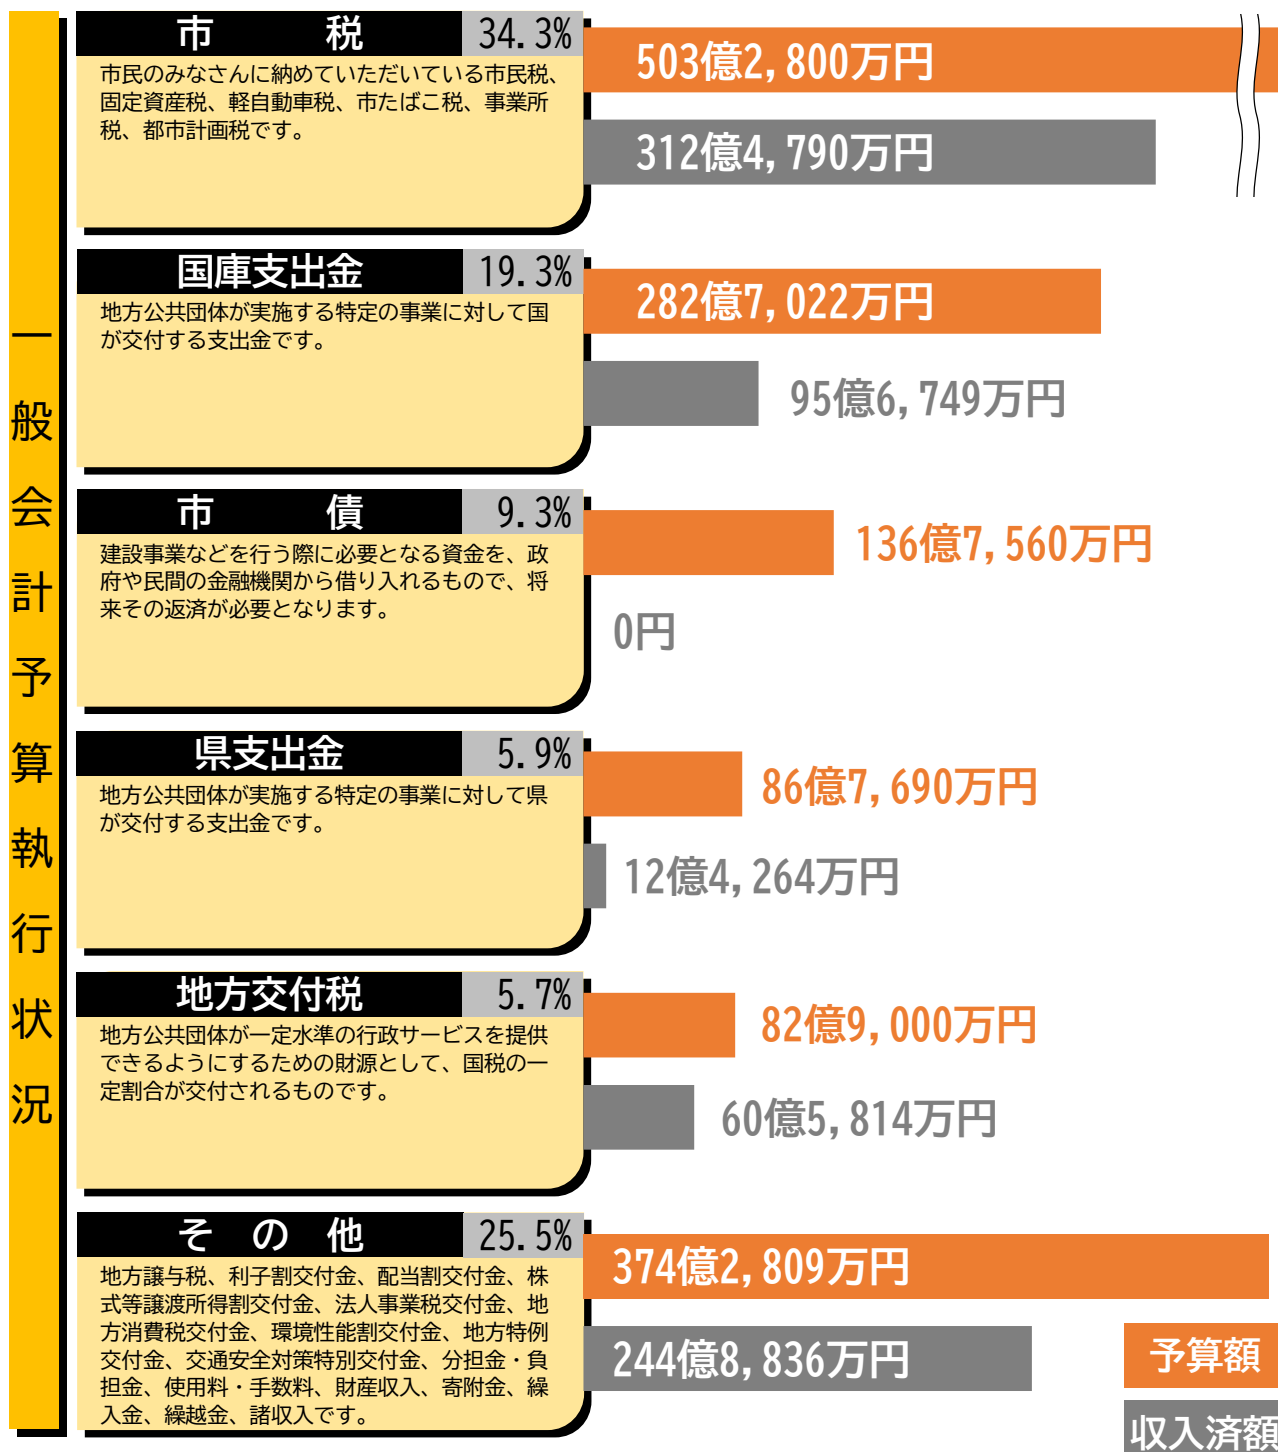 一般会計予算執行状況
市税 34.3%
市民のみなさんに納めていただいている市民税、
固定資産税、軽自動車税、市たばこ税、事業所
税、都市計画税です。
503億2,800万円
312億4,790万円
国庫支出金 19.3%
地方公共団体が実施する特定の事業に対して国
が交付する支出金です。
282億7,022万円
95億6,749万円
市債 9.3%
建設事業などを行う際に必要となる資金を、政
府や民間の金融機関から借り入れるもので、将
来その返済が必要となります。
136億7,560万円
0円
県支出金 5.9%
地方公共団体が実施する特定の事業に対して県
が交付する支出金です。
86億7,690万円
12億4,264万円
地方交付税 5.7%
地方公共団体が一定水準の行政サービスを提供
できるようにするための財源として、国税の一
定割合が交付されるものです。
82億9,000万円
60億5,814万円
その他 25.5%
地方譲与税、利子割交付金、配当割交付金、株
式等譲渡所得割交付金、法人事業税交付金、地
方消費税交付金、環境性能割交付金、地方特例
交付金、交通安全対策特別交付金、分担金・負
担金、使用料・手数料、財産収入、寄附金、繰
入金、繰越金、諸収入です。
374億2,809万円
244億8,836万円
予算額
収入済額